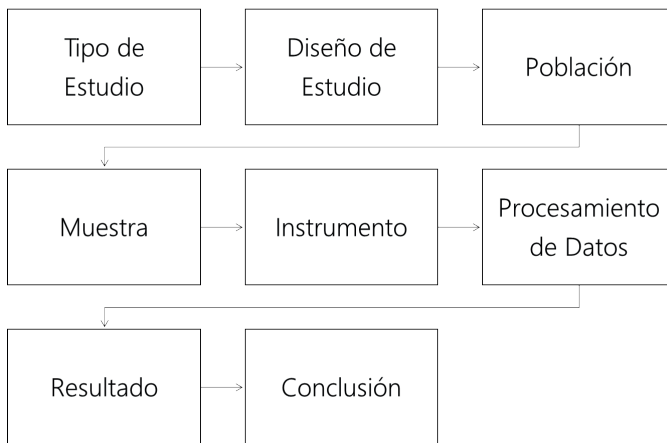 Tipo de
Estudio
Diseño de
Estudio
Población
Muestra
Instrumento
Procesamiento
de Datos
Resultado
Conclusión